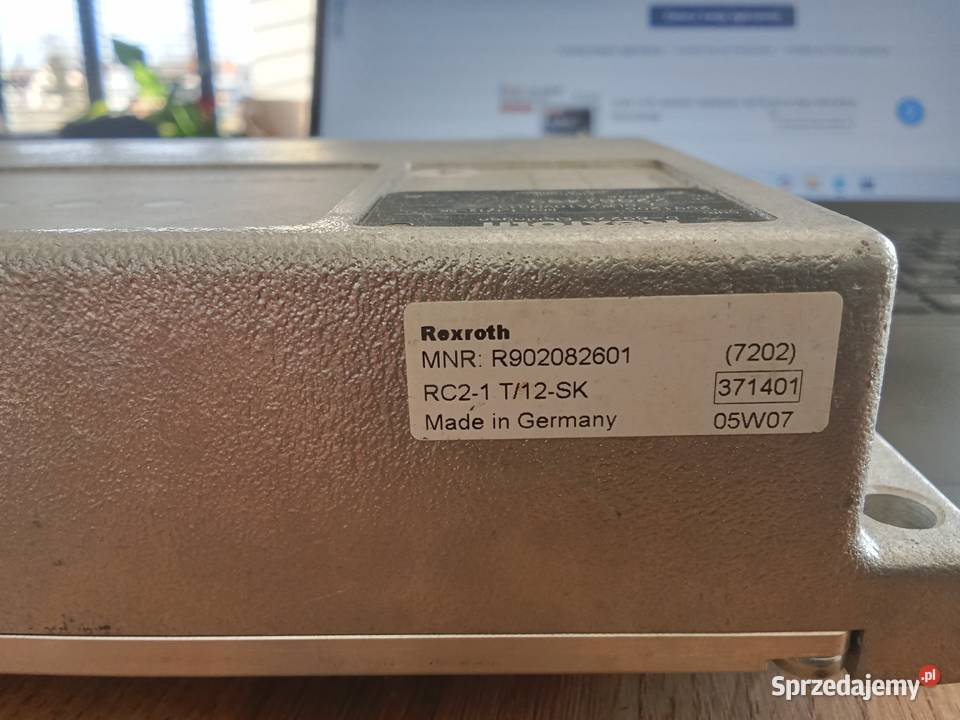 Rexroth
MNR: R902082601 (7202)
RC2-1 T/12-SK 371401
Made in Germany 05W07
Sprzedajemy.pl